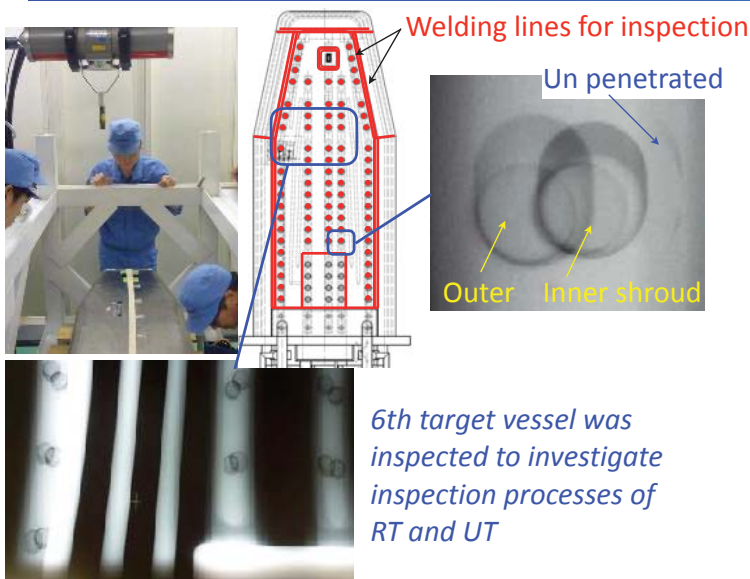 Welding lines for inspection
Un penetrated
Outer
Inner shroud
6th target vessel was
inspected to investigate
inspection processes of
RT and UT